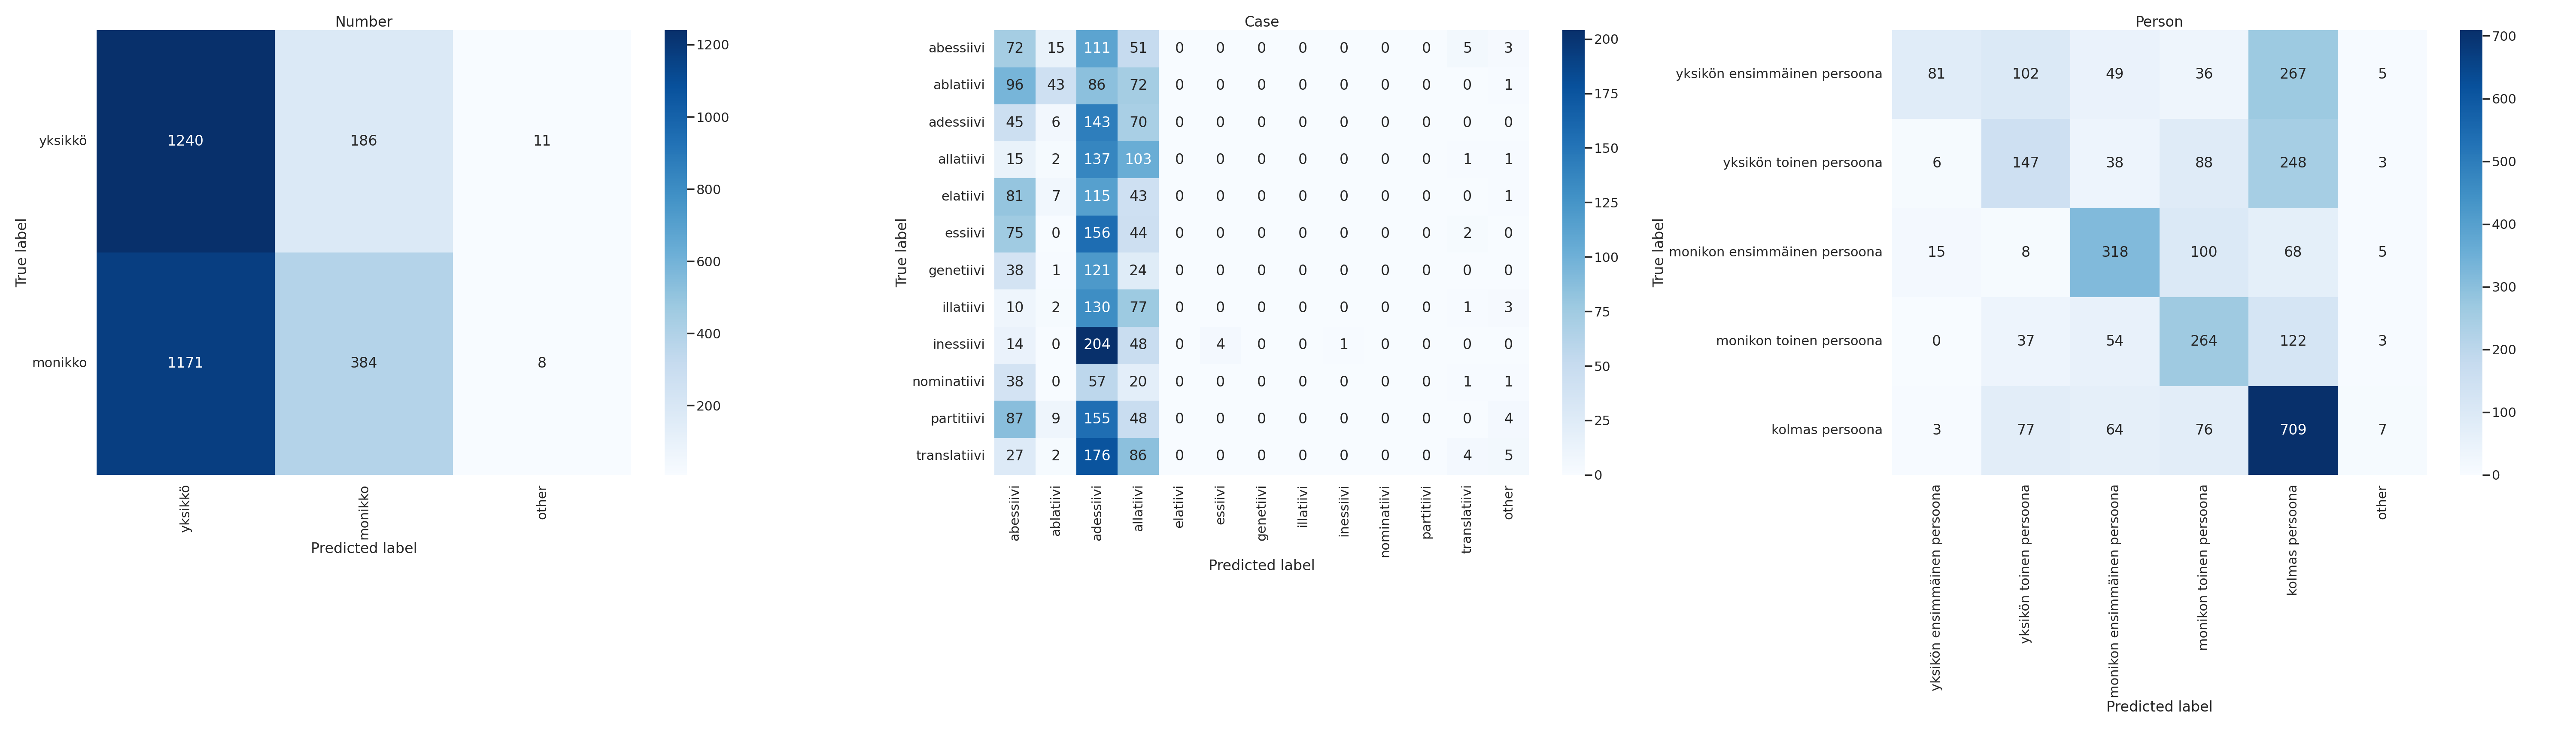 Number
yksikkö 1240 186 11
monikko 1171 384 8
yksikkö monikko other
Predicted label
True label
1200
1000
800
600
400
200
Case
abessiivi 72 15 111 51 0 0 0 0 0 0 0 5 3
ablatiivi 96 43 86 72 0 0 0 0 0 0 0 0 1
adessiivi 45 6 143 70 0 0 0 0 0 0 0 0 0
allatiivi 15 2 137 103 0 0 0 0 0 0 0 1 1
elatiivi 81 7 115 43 0 0 0 0 0 0 0 0 1
essiivi 75 0 156 44 0 0 0 0 0 0 0 2 0
genetiivi 38 1 121 24 0 0 0 0 0 0 0 0 0
illatiivi 10 2 130 77 0 0 0 0 0 0 0 1 3
inessiivi 14 0 204 48 0 4 0 0 1 0 0 0 0
nominatiivi 38 0 57 20 0 0 0 0 0 0 0 1 1
partitiivi 87 9 155 48 0 0 0 0 0 0 0 0 4
translatiivi 27 2 176 86 0 0 0 0 0 0 0 4 5
abessiivi ablatiivi adessiivi allatiivi elatiivi essiivi genetiivi illatiivi inessiivi nominatiivi partitiivi translatiivi other
Predicted label
True label
200
175
150
125
100
75
50
25
0
Person
yksikön ensimmäinen persoona 81 102 49 36 267 5
yksikön toinen persoona 6 147 38 88 248 3
monikon ensimmäinen persoona 15 8 318 100 68 5
monikon toinen persoona 0 37 54 264 122 3
kolmas persoona 3 77 64 76 709 7
yksikön ensimmäinen persoona yksikön toinen persoona monikon ensimmäinen persoona monikon toinen persoona kolmas persoona other
Predicted label
True label
700
600
500
400
300
200
100
0